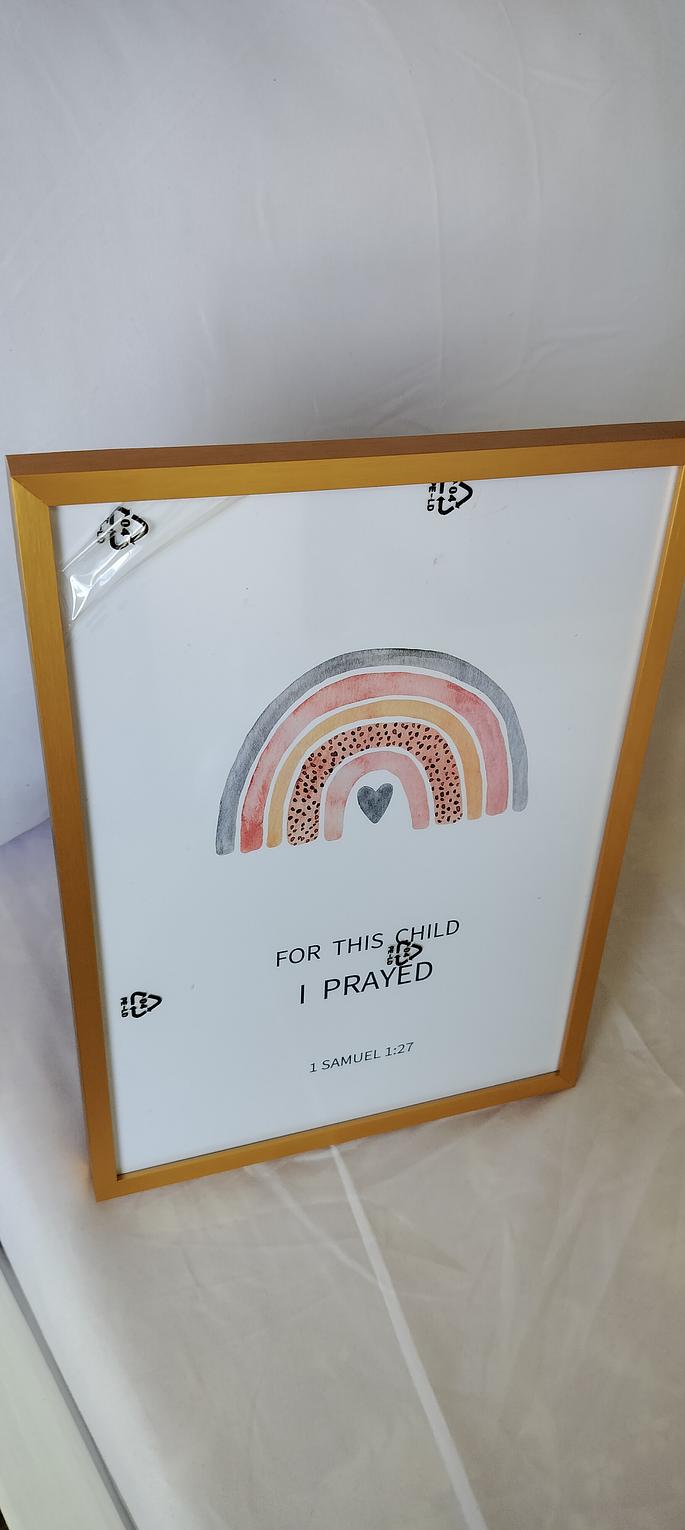 FOR THIS CHILD
I PRAYED
1 SAMUEL 1:27